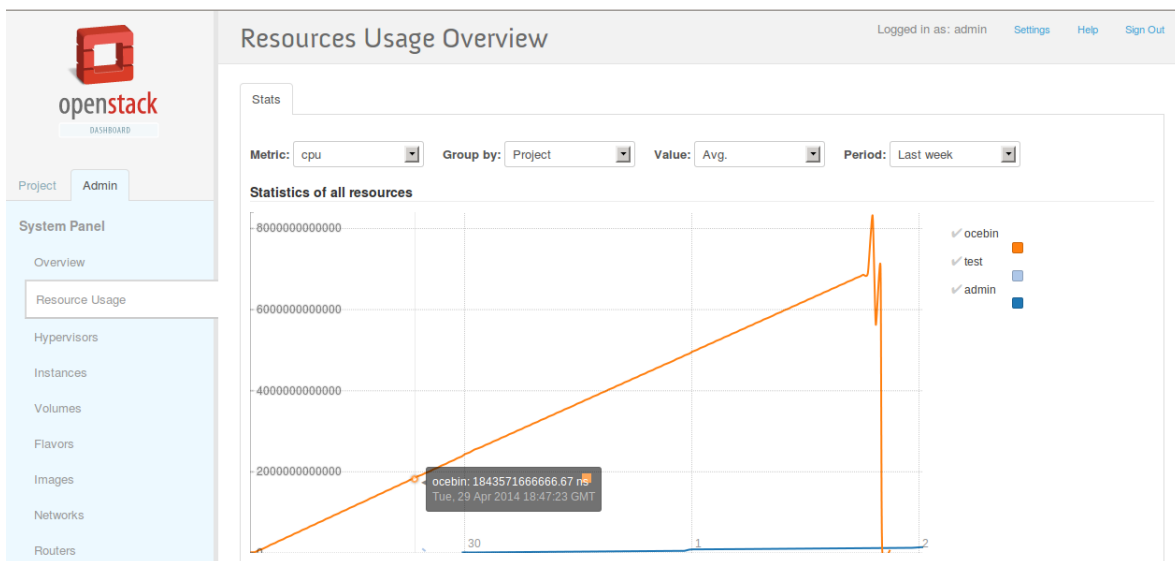 openstack
DASHBOARD
Project
Admin
System Panel
Overview
Resource Usage
Hypervisors
Instances
Volumes
Flavors
Images
Networks
Routers
Resources Usage Overview
Logged in as: admin
Settings
Help
Sign Out
Stats
Metric: cpu
Group by: Project
Value: Avg.
Period: Last week
Statistics of all resources
8000000000000
6000000000000
4000000000000
2000000000000
0
30
1
2
ocebin: 1843571666666.67 ns
Tue, 29 Apr 2014 18:47:23 GMT
ocebin
test
admin